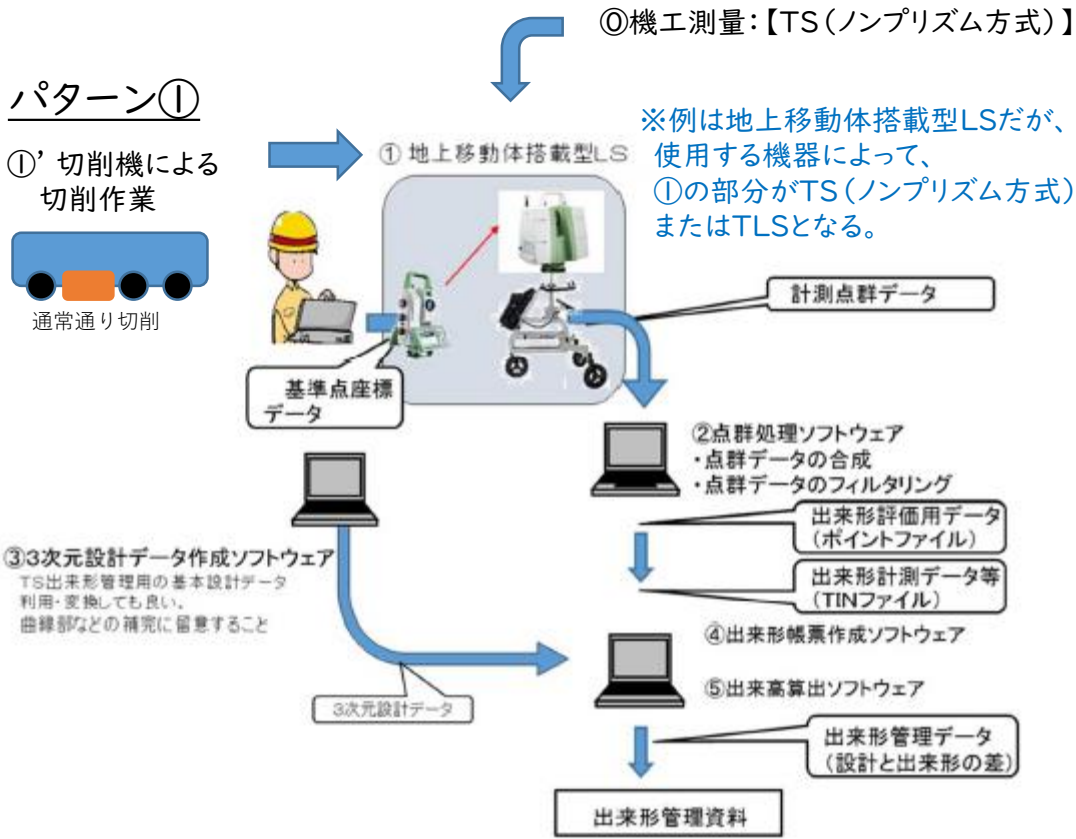 ⓪機工測量：【TS（ノンプリズム方式）】
パターン①
①’ 切削機による
切削作業
通常通り切削
① 地上移動体搭載型LS
※例は地上移動体搭載型LSだが、
使用する機器によって、
①の部分がTS（ノンプリズム方式）
またはTLSとなる。
計測点群データ
基準点座標
データ
②点群処理ソフトウェア
・点群データの合成
・点群データのフィルタリング
出来形評価用データ
（ポイントファイル）
出来形計測データ等
（TINファイル）
③3次元設計データ作成ソフトウェア
TS出来形管理用の基本設計データ
利用・変換しても良い。
曲線部などの補完に留意すること
3次元設計データ
④出来形帳票作成ソフトウェア
⑤出来高算出ソフトウェア
出来形管理データ
（設計と出来形の差）
出来形管理資料